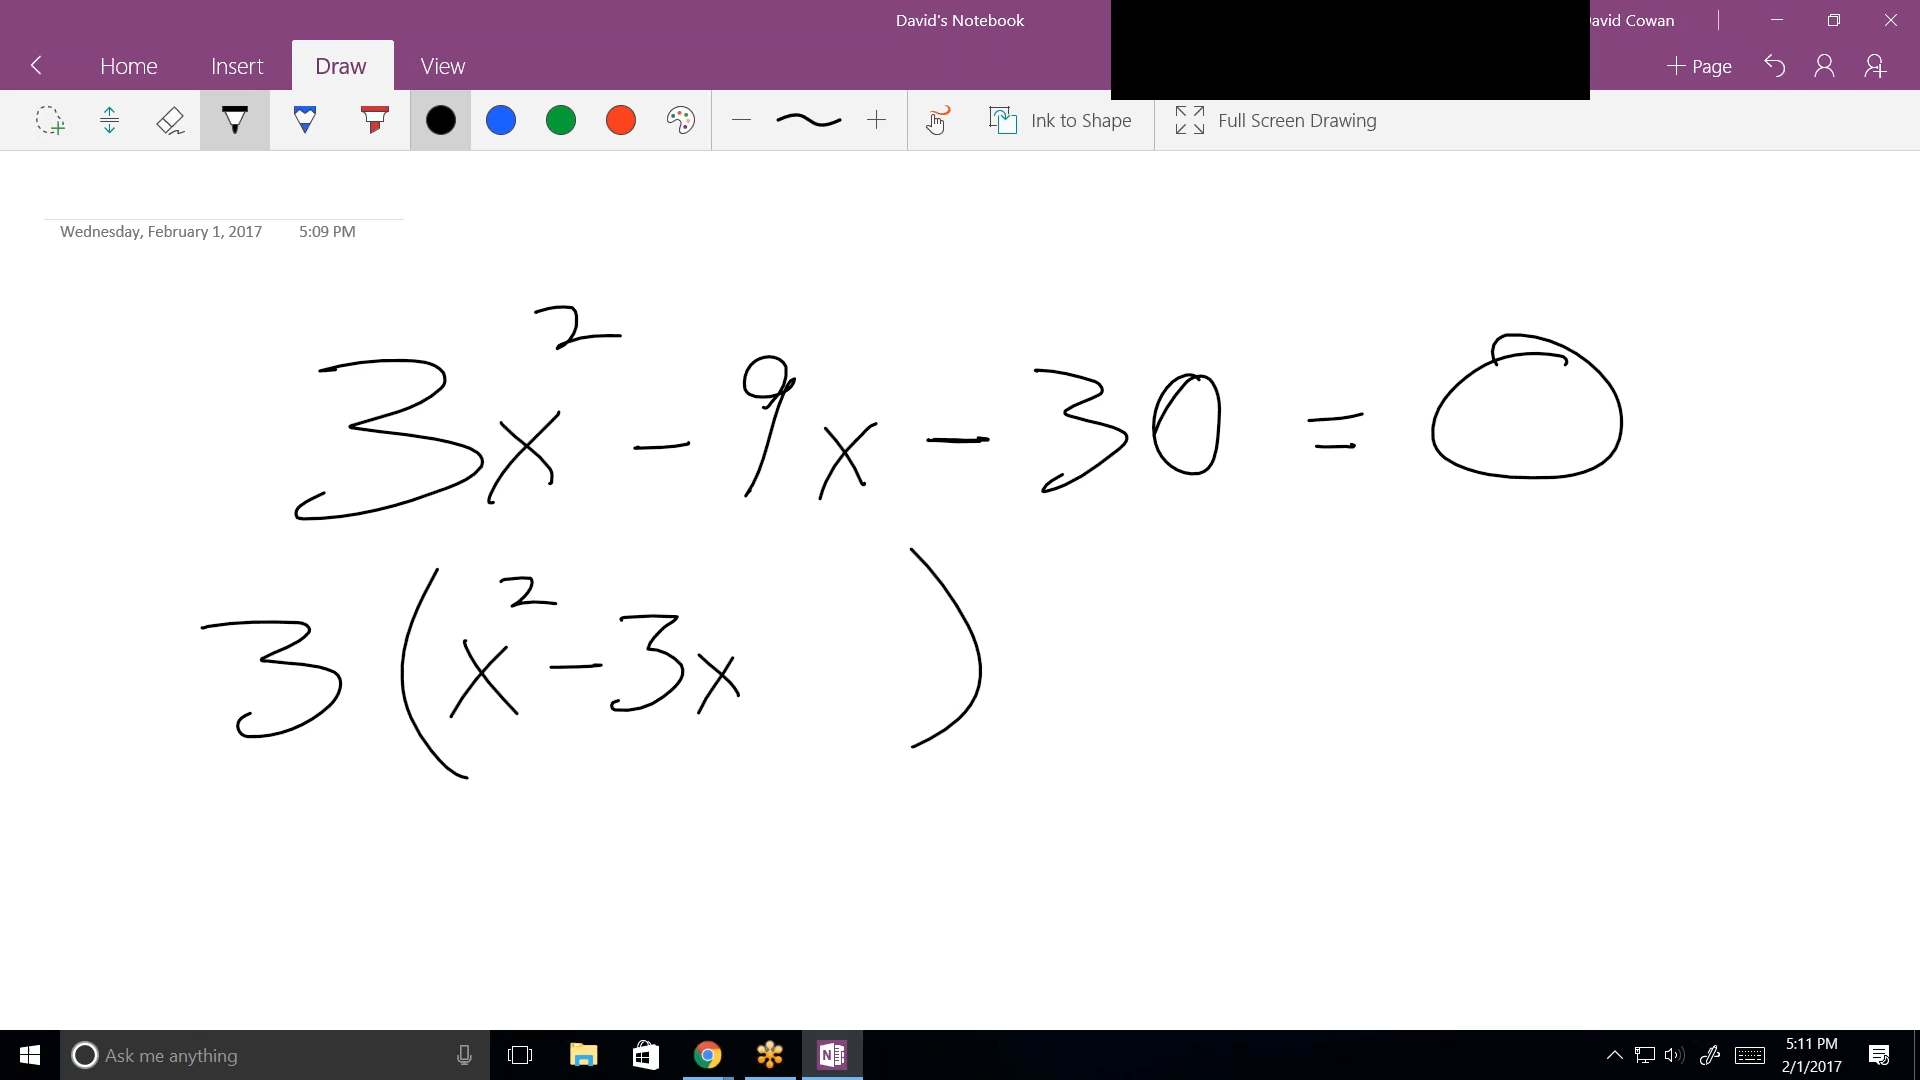 David's Notebook
avid Cowan
Home Insert Draw View
+ Page
Ink to Shape Full Screen Drawing
Wednesday, February 1, 2017 5:09 PM
3x² - 9x - 30 = 0
3(x² - 3x )
Ask me anything
N
5:11 PM
2/1/2017